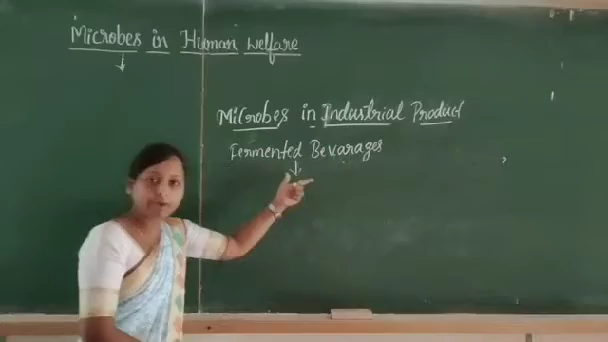 Microbes in Human welfare
↓
Microbes in Industrial Product
Fermented Bevarages
↓